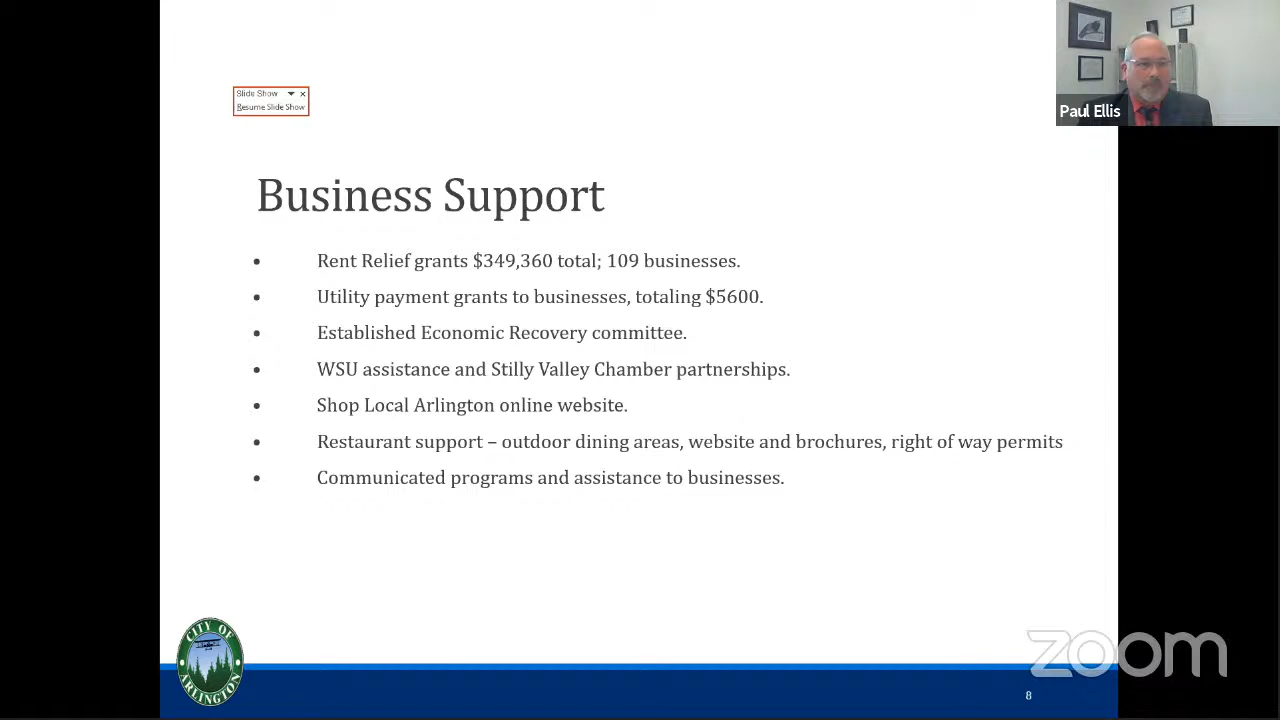 Slide Show
Resume Slide Show
Paul Ellis
Business Support
• Rent Relief grants $349,360 total; 109 businesses.
• Utility payment grants to businesses, totaling $5600.
• Established Economic Recovery committee.
• WSU assistance and Stilly Valley Chamber partnerships.
• Shop Local Arlington online website.
• Restaurant support – outdoor dining areas, website and brochures, right of way permits
• Communicated programs and assistance to businesses.
CITY OF
ARLINGTON
zoom
8